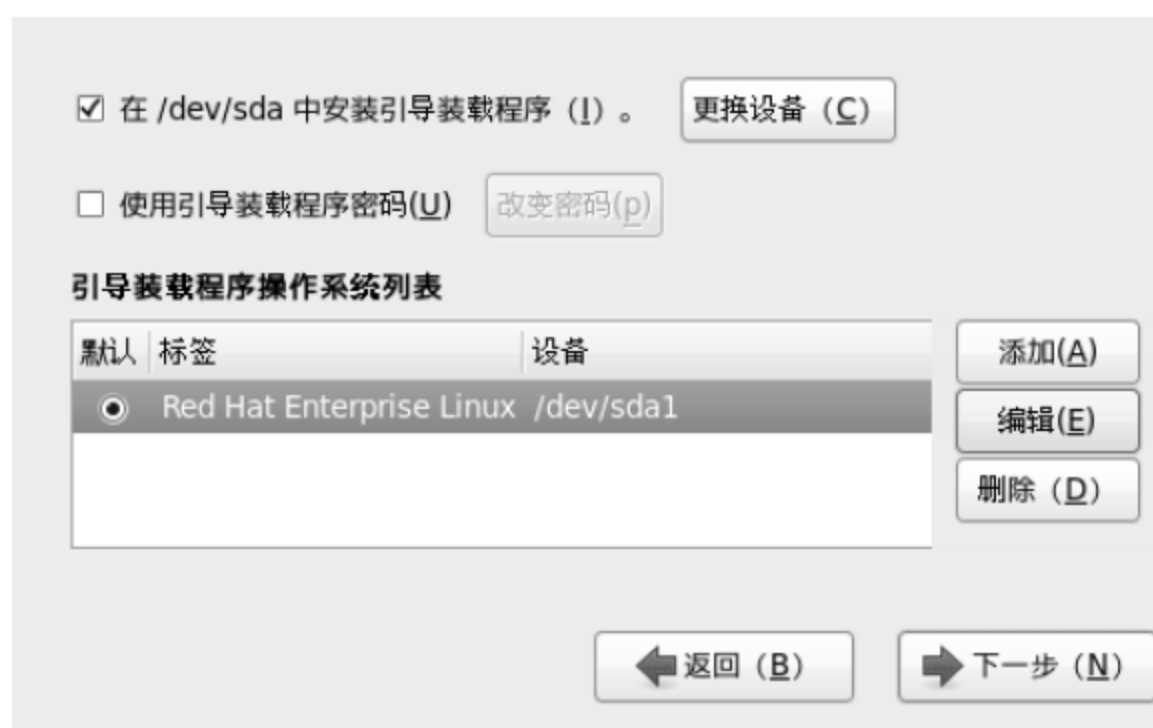 在 /dev/sda 中安装引导装载程序（I）。 更换设备（C）
使用引导装载程序密码(U) 改变密码(p)
引导装载程序操作系统列表
默认 标签 设备 添加(A)
Red Hat Enterprise Linux /dev/sda1 编辑(E)
删除（D）
返回（B） 下一步（N）